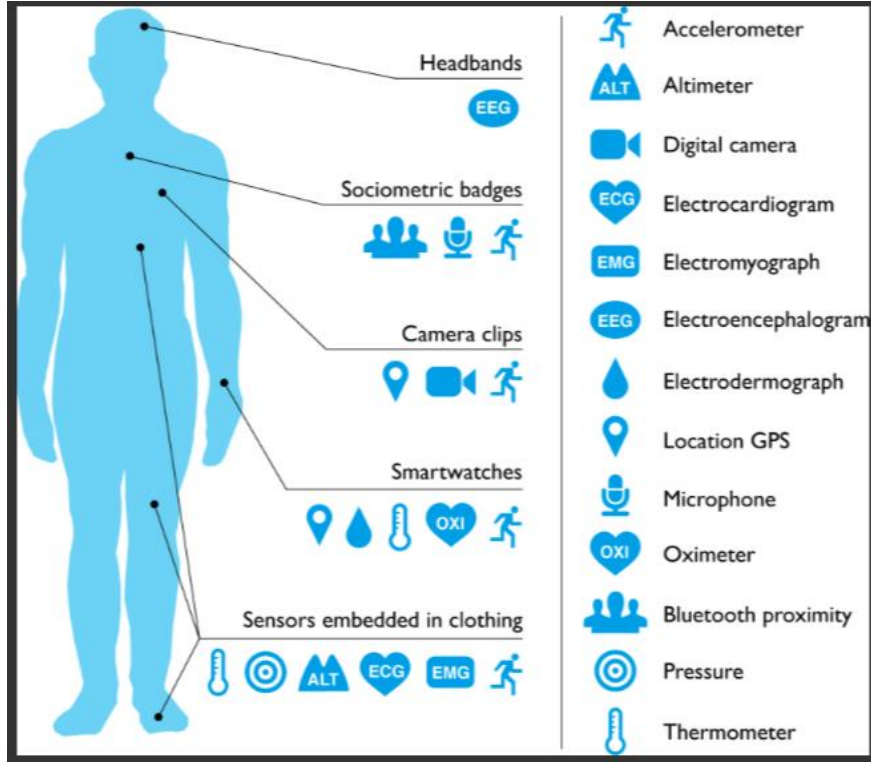 Headbands
EEG
Sociometric badges
Camera clips
Smartwatches
OXI
Sensors embedded in clothing
ALT ECG EMG
Accelerometer
ALT Altimeter
Digital camera
ECG Electrocardiogram
EMG Electromyograph
EEG Electroencephalogram
Electrodermograph
Location GPS
Microphone
OXI Oximeter
Bluetooth proximity
Pressure
Thermometer